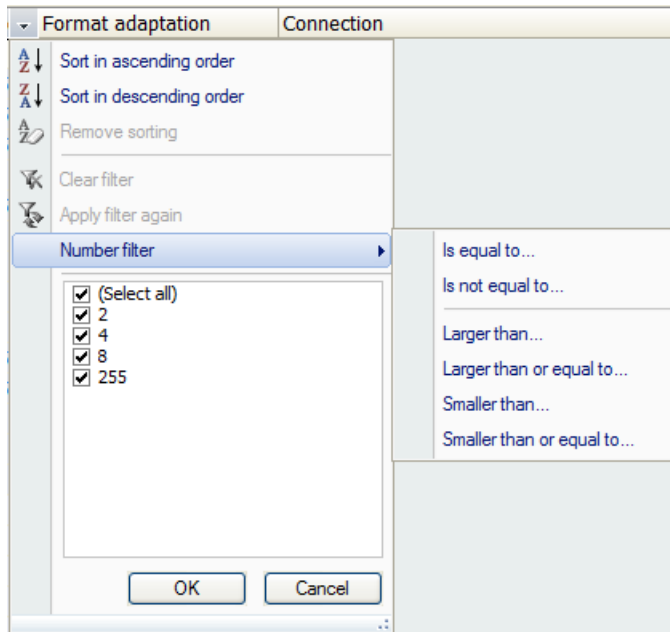 Format adaptation
Connection
Sort in ascending order
Sort in descending order
Remove sorting
Clear filter
Apply filter again
Number filter
(Select all)
2
4
8
255
OK
Cancel
Is equal to...
Is not equal to...
Larger than...
Larger than or equal to...
Smaller than...
Smaller than or equal to...